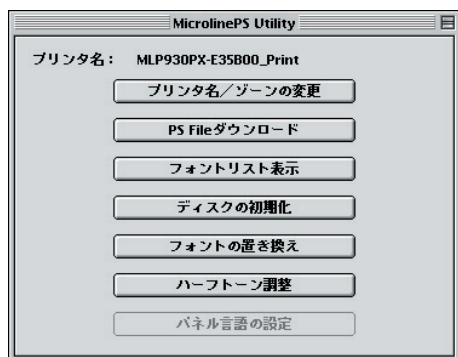 MicrolinePS Utility
プリンタ名： MLP930PX-E35B00_Print
プリンタ名／ゾーンの変更
PS Fileダウンロード
フォントリスト表示
ディスクの初期化
フォントの置き換え
ハーフトーン調整
パネル言語の設定